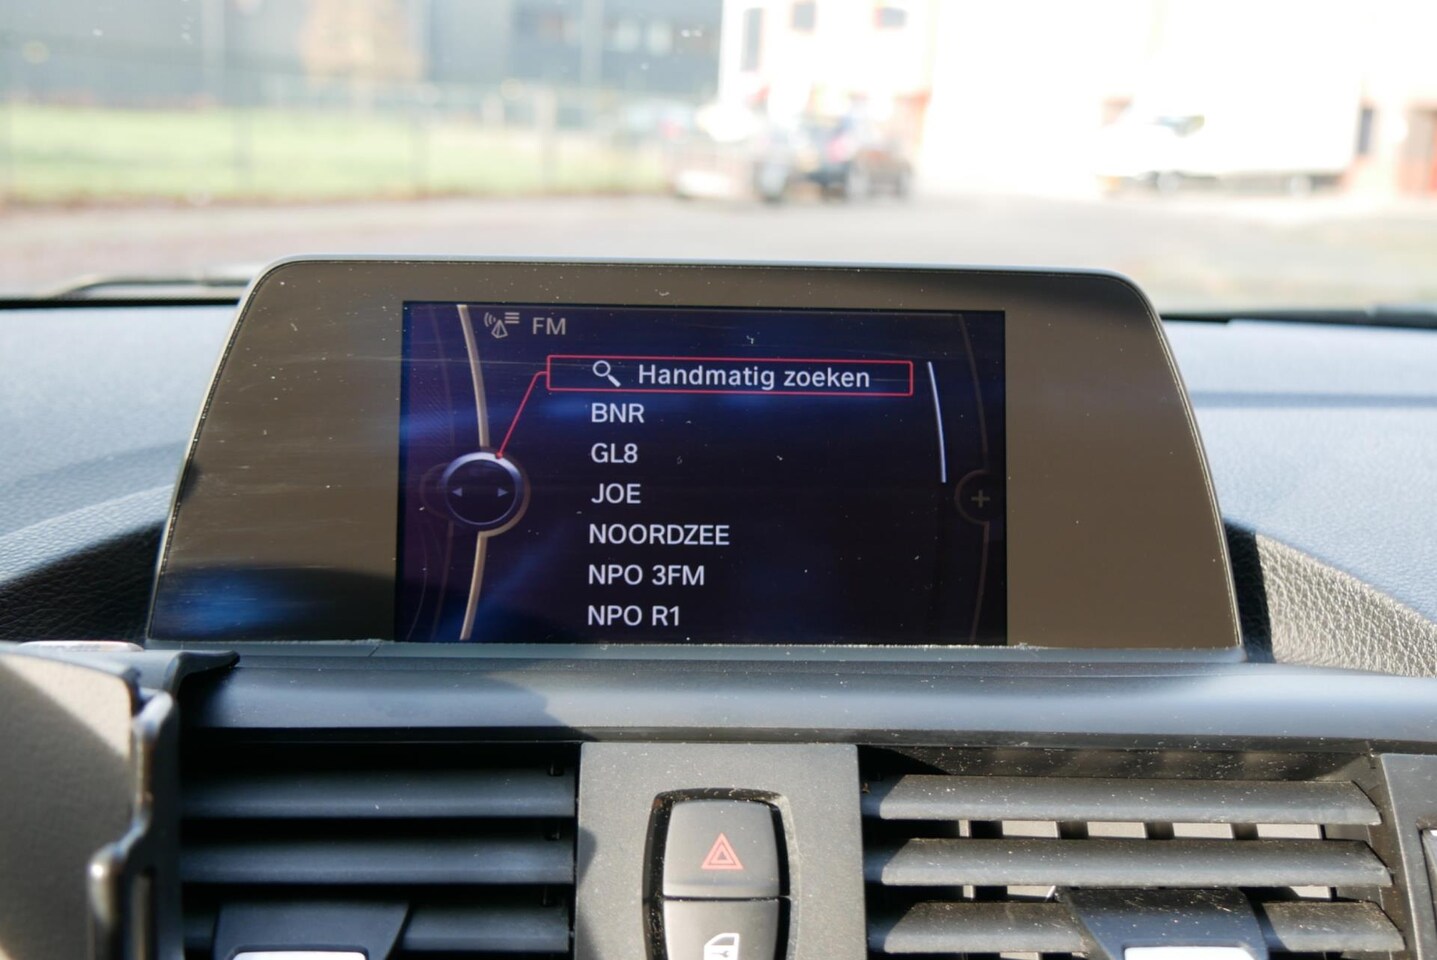 FM
Handmatig zoeken
BNR
GL8
JOE
NOORDZEE
NPO 3FM
NPO R1